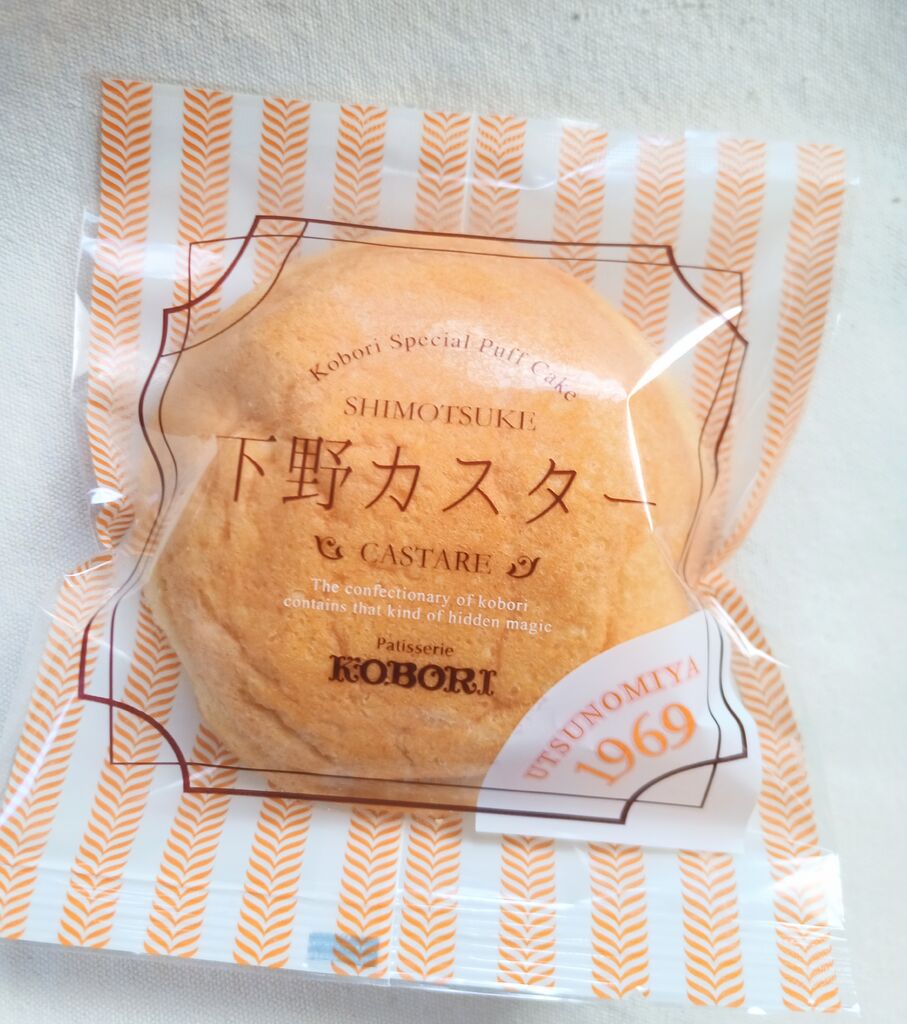 Kobori Special Puff Cake
SHIMOTSUKE
下野カスター
CASTARE
The confectionary of kobori
contains that kind of hidden magic
Patisserie
KOBORI
UTSUNOMIYA
1969